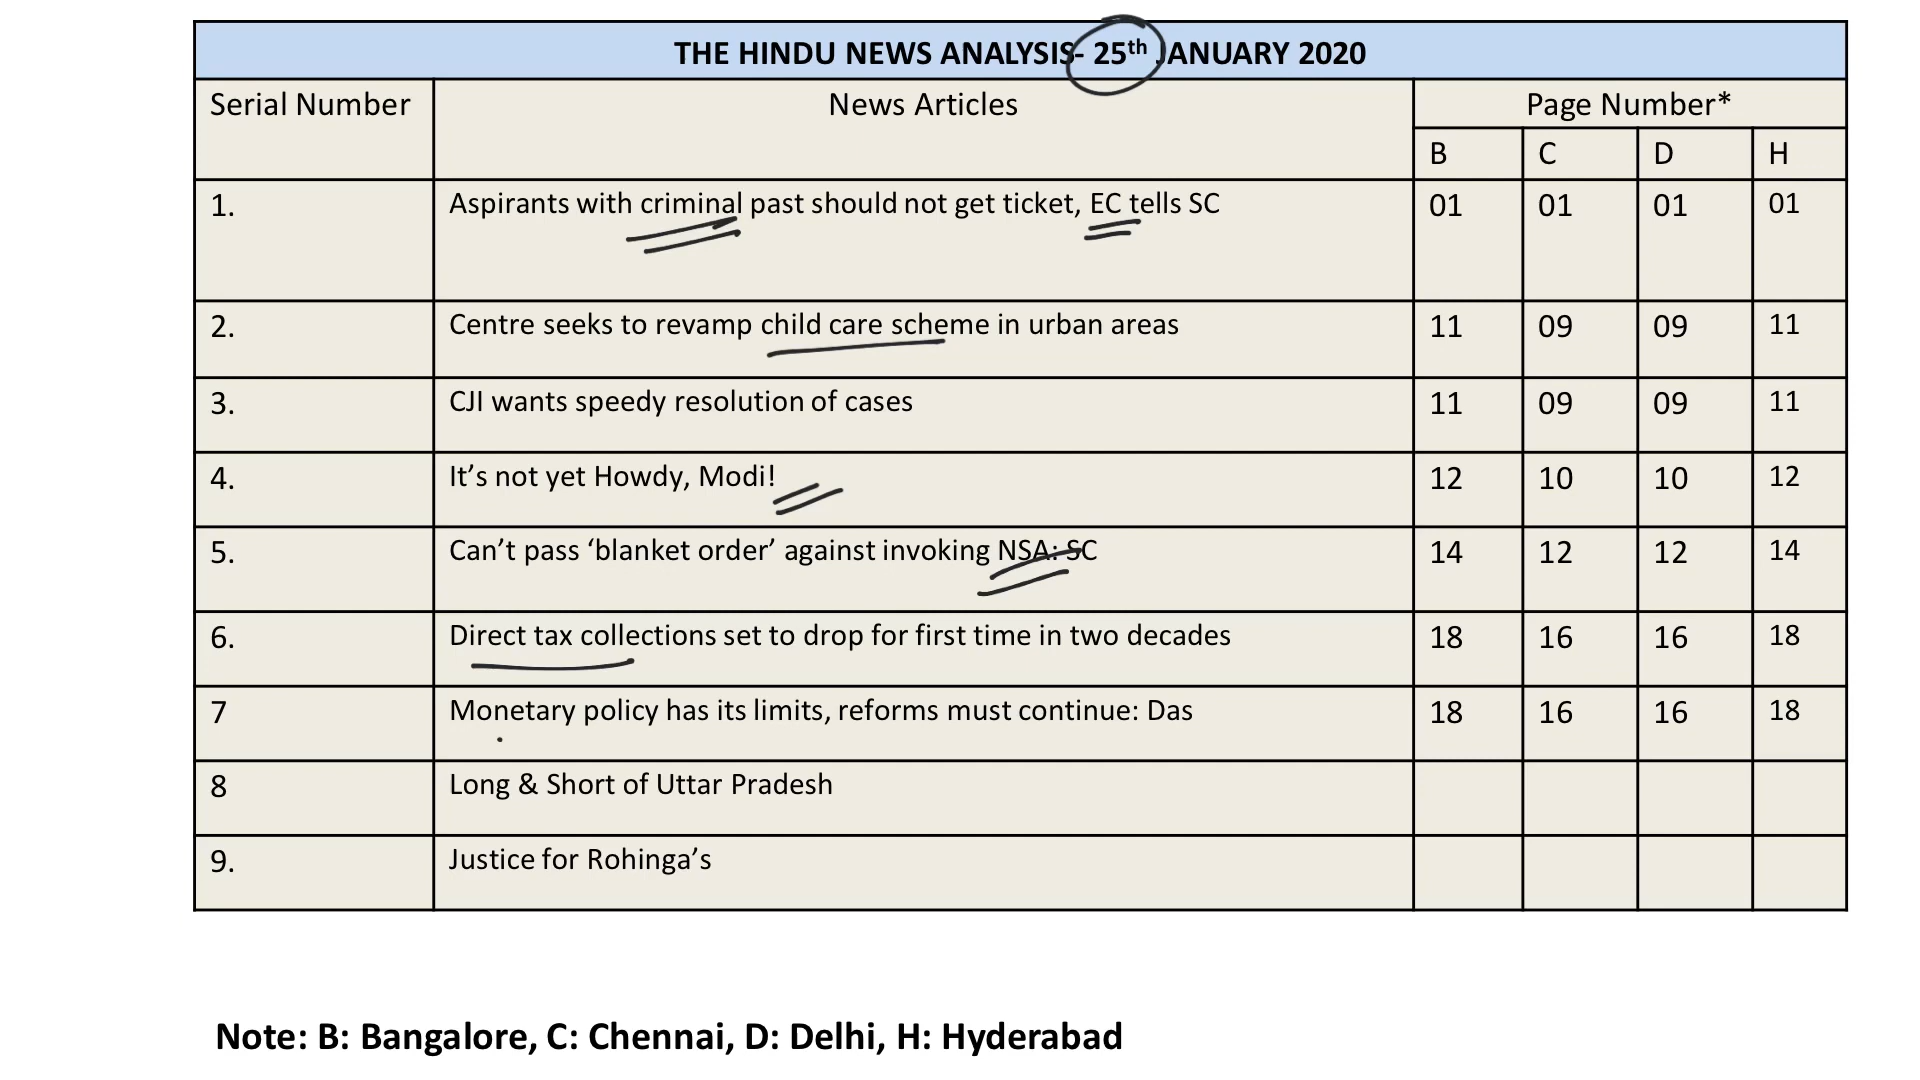 THE HINDU NEWS ANALYSIS- 25th JANUARY 2020
Serial Number News Articles Page Number*
B C D H
1. Aspirants with criminal past should not get ticket, EC tells SC 01 01 01 01
2. Centre seeks to revamp child care scheme in urban areas 11 09 09 11
3. CJI wants speedy resolution of cases 11 09 09 11
4. It’s not yet Howdy, Modi! 12 10 10 12
5. Can’t pass ‘blanket order’ against invoking NSA: SC 14 12 12 14
6. Direct tax collections set to drop for first time in two decades 18 16 16 18
7 Monetary policy has its limits, reforms must continue: Das 18 16 16 18
8 Long & Short of Uttar Pradesh
9. Justice for Rohinga’s
Note: B: Bangalore, C: Chennai, D: Delhi, H: Hyderabad